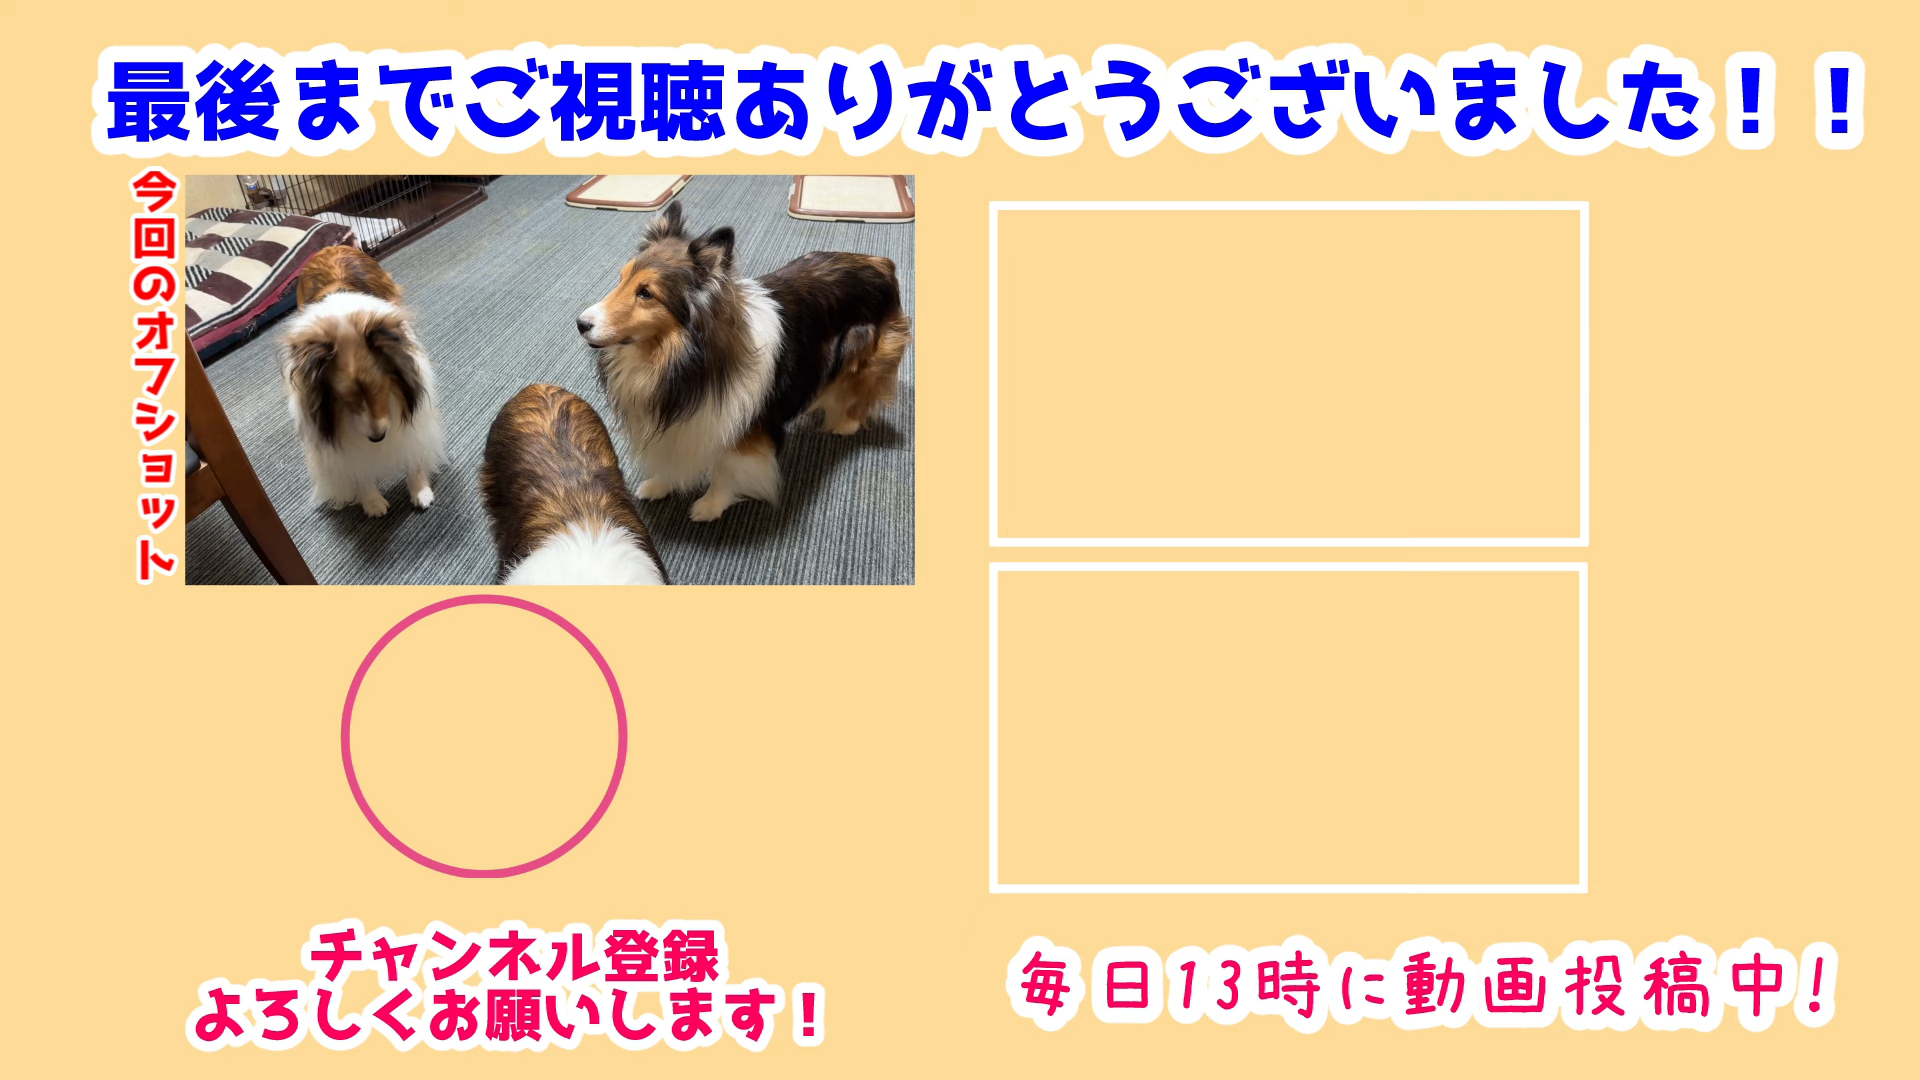 最後までご視聴ありがとうございました！！
今回のオフショット
チャンネル登録
よろしくお願いします！
毎日13時に動画投稿中！